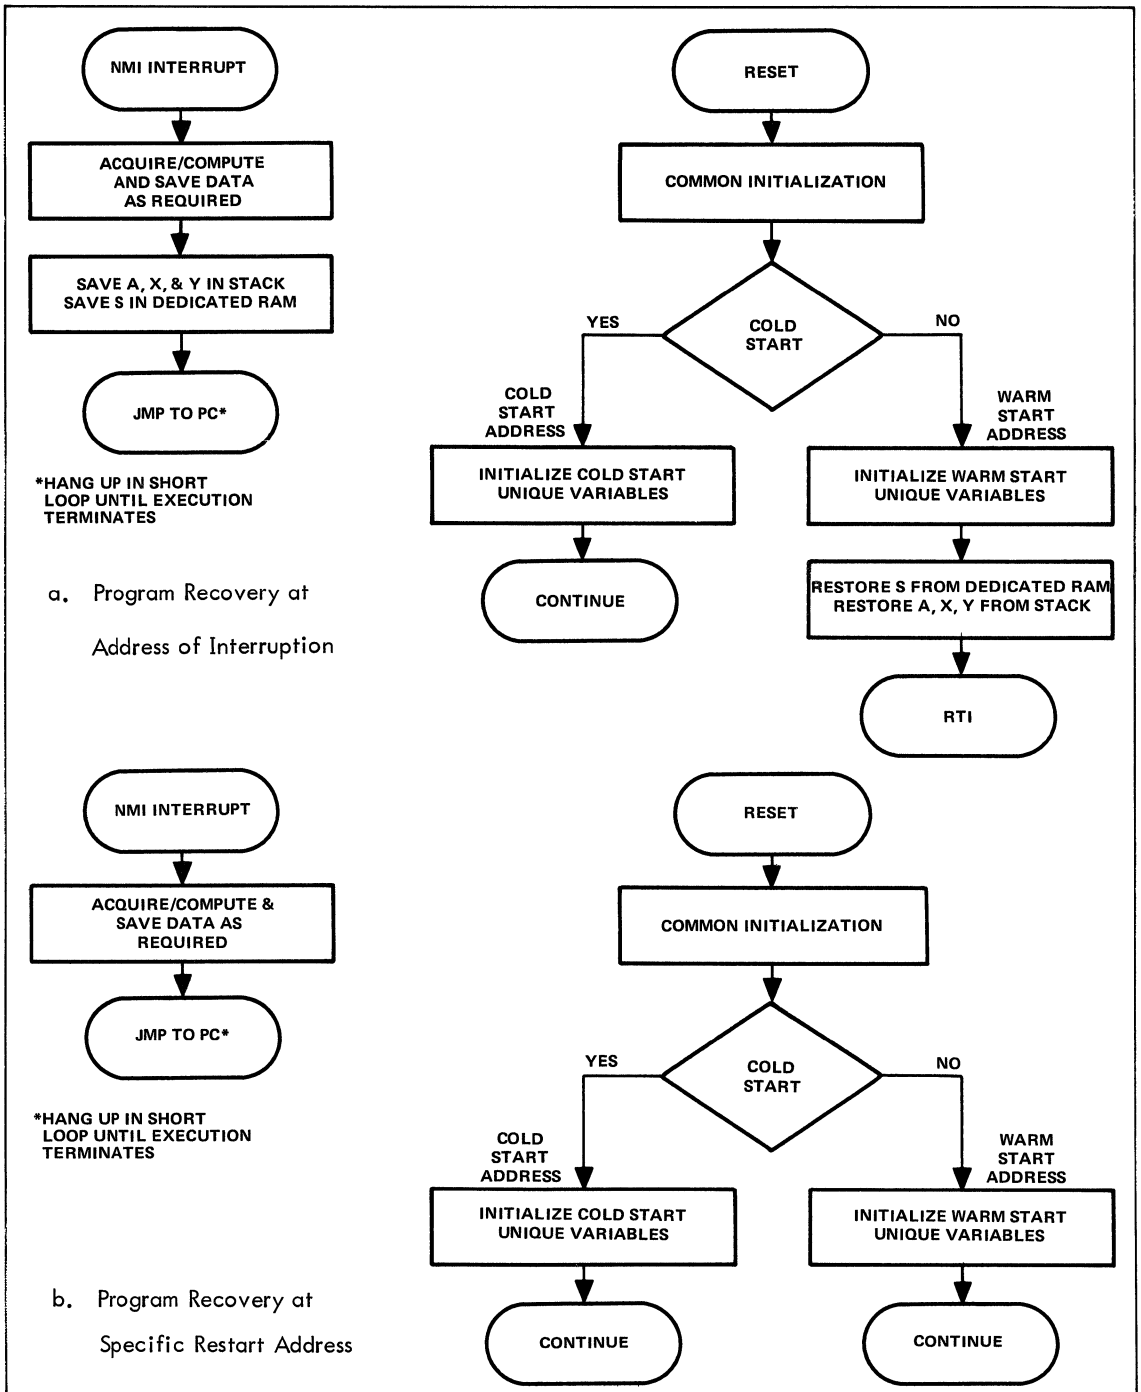 NMI INTERRUPT
ACQUIRE/COMPUTE
AND SAVE DATA
AS REQUIRED
SAVE A, X, & Y IN STACK
SAVE S IN DEDICATED RAM
JMP TO PC*
*HANG UP IN SHORT
LOOP UNTIL EXECUTION
TERMINATES
a. Program Recovery at
Address of Interruption
RESET
COMMON INITIALIZATION
COLD
START
YES
NO
COLD
START
ADDRESS
WARM
START
ADDRESS
INITIALIZE COLD START
UNIQUE VARIABLES
INITIALIZE WARM START
UNIQUE VARIABLES
CONTINUE
RESTORE S FROM DEDICATED RAM
RESTORE A, X, Y FROM STACK
RTI
NMI INTERRUPT
ACQUIRE/COMPUTE &
SAVE DATA AS
REQUIRED
JMP TO PC*
*HANG UP IN SHORT
LOOP UNTIL EXECUTION
TERMINATES
b. Program Recovery at
Specific Restart Address
RESET
COMMON INITIALIZATION
COLD
START
YES
NO
COLD
START
ADDRESS
WARM
START
ADDRESS
INITIALIZE COLD START
UNIQUE VARIABLES
INITIALIZE WARM START
UNIQUE VARIABLES
CONTINUE
CONTINUE